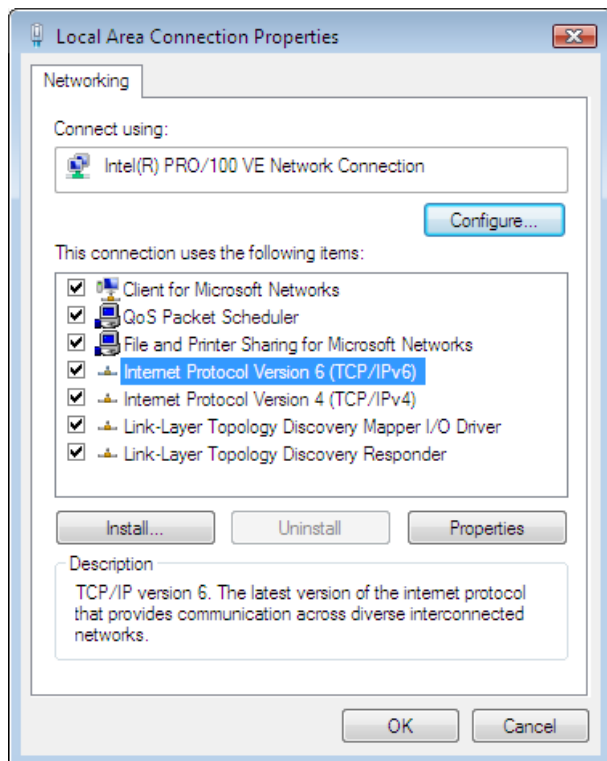 Local Area Connection Properties
Networking
Connect using:
Intel(R) PRO/100 VE Network Connection
Configure...
This connection uses the following items:
Client for Microsoft Networks
QoS Packet Scheduler
File and Printer Sharing for Microsoft Networks
Internet Protocol Version 6 (TCP/IPv6)
Internet Protocol Version 4 (TCP/IPv4)
Link-Layer Topology Discovery Mapper I/O Driver
Link-Layer Topology Discovery Responder
Install... Uninstall Properties
Description
TCP/IP version 6. The latest version of the internet protocol
that provides communication across diverse interconnected
networks.
OK Cancel